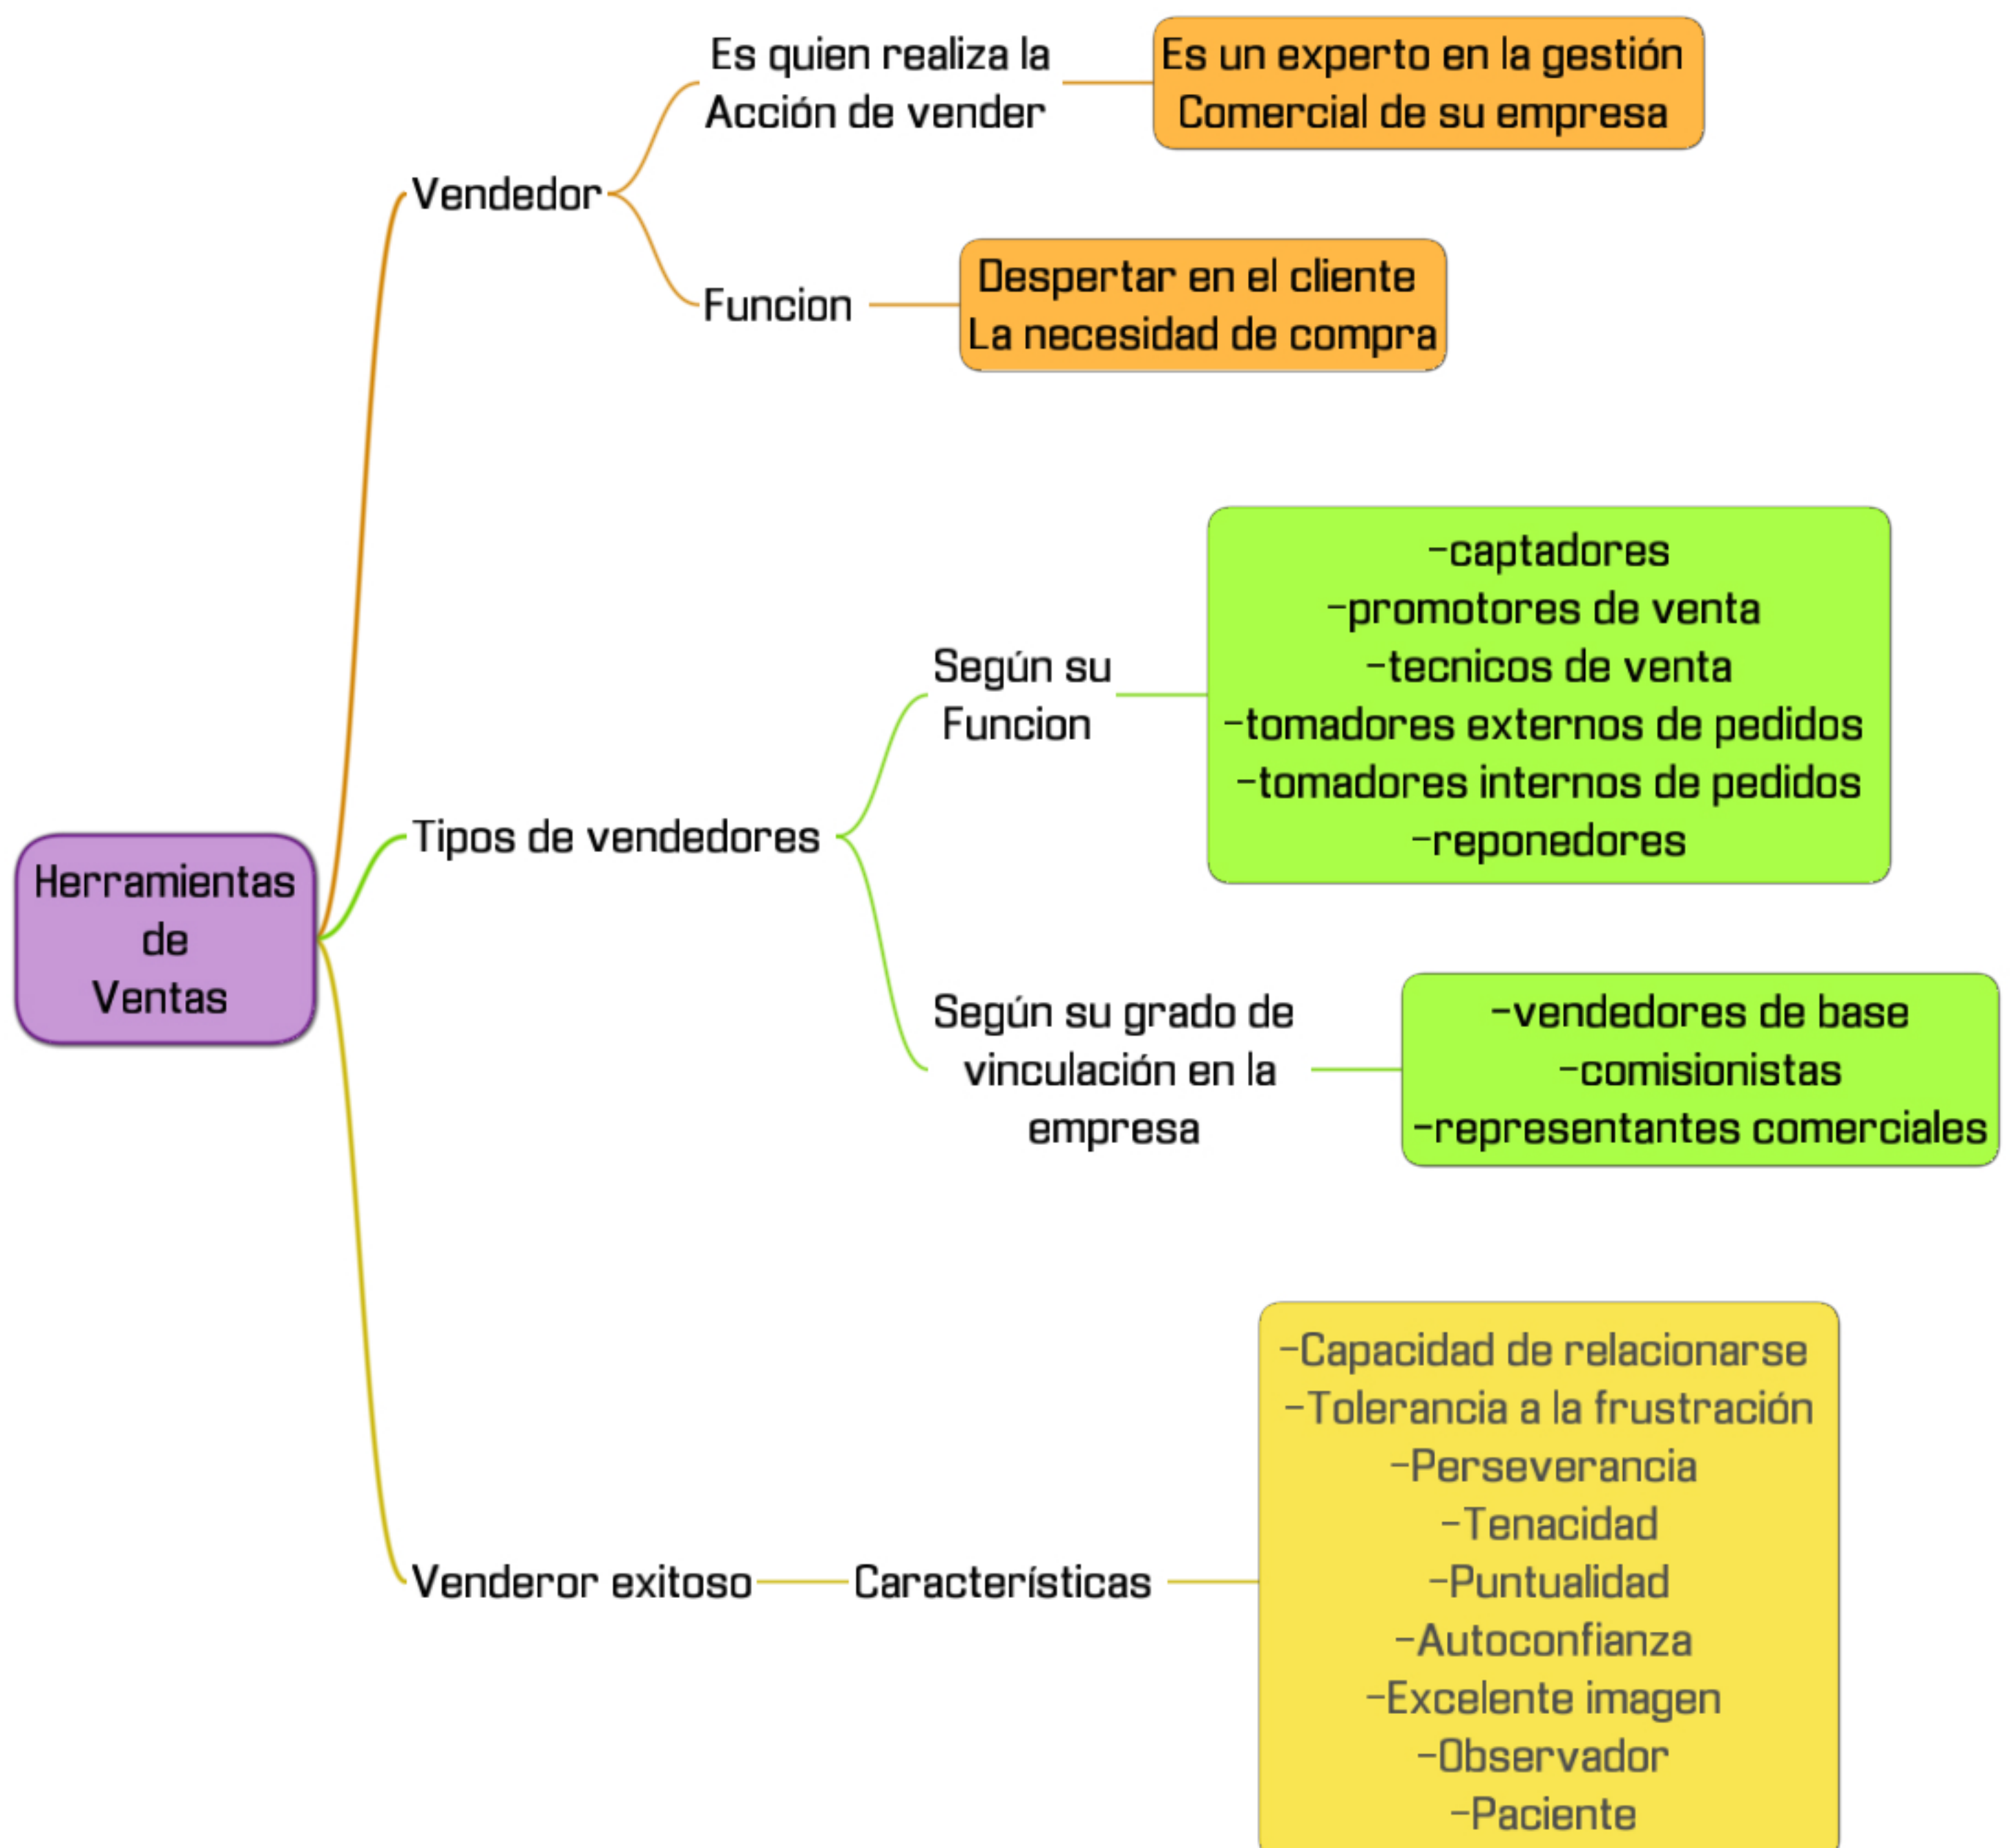 Es quien realiza la
Acción de vender
Es un experto en la gestión
Comercial de su empresa
Vendedor
Funcion
Despertar en el cliente
La necesidad de compra
Herramientas
de
Ventas
Tipos de vendedores
Según su
Funcion
-captadores
-promotores de venta
-tecnicos de venta
-tomadores externos de pedidos
-tomadores internos de pedidos
-reponedores
Según su grado de
vinculación en la
empresa
-vendedores de base
-comisionistas
-representantes comerciales
Venderor exitoso
Características
-Capacidad de relacionarse
-Tolerancia a la frustración
-Perseverancia
-Tenacidad
-Puntualidad
-Autoconfianza
-Excelente imagen
-Observador
-Paciente